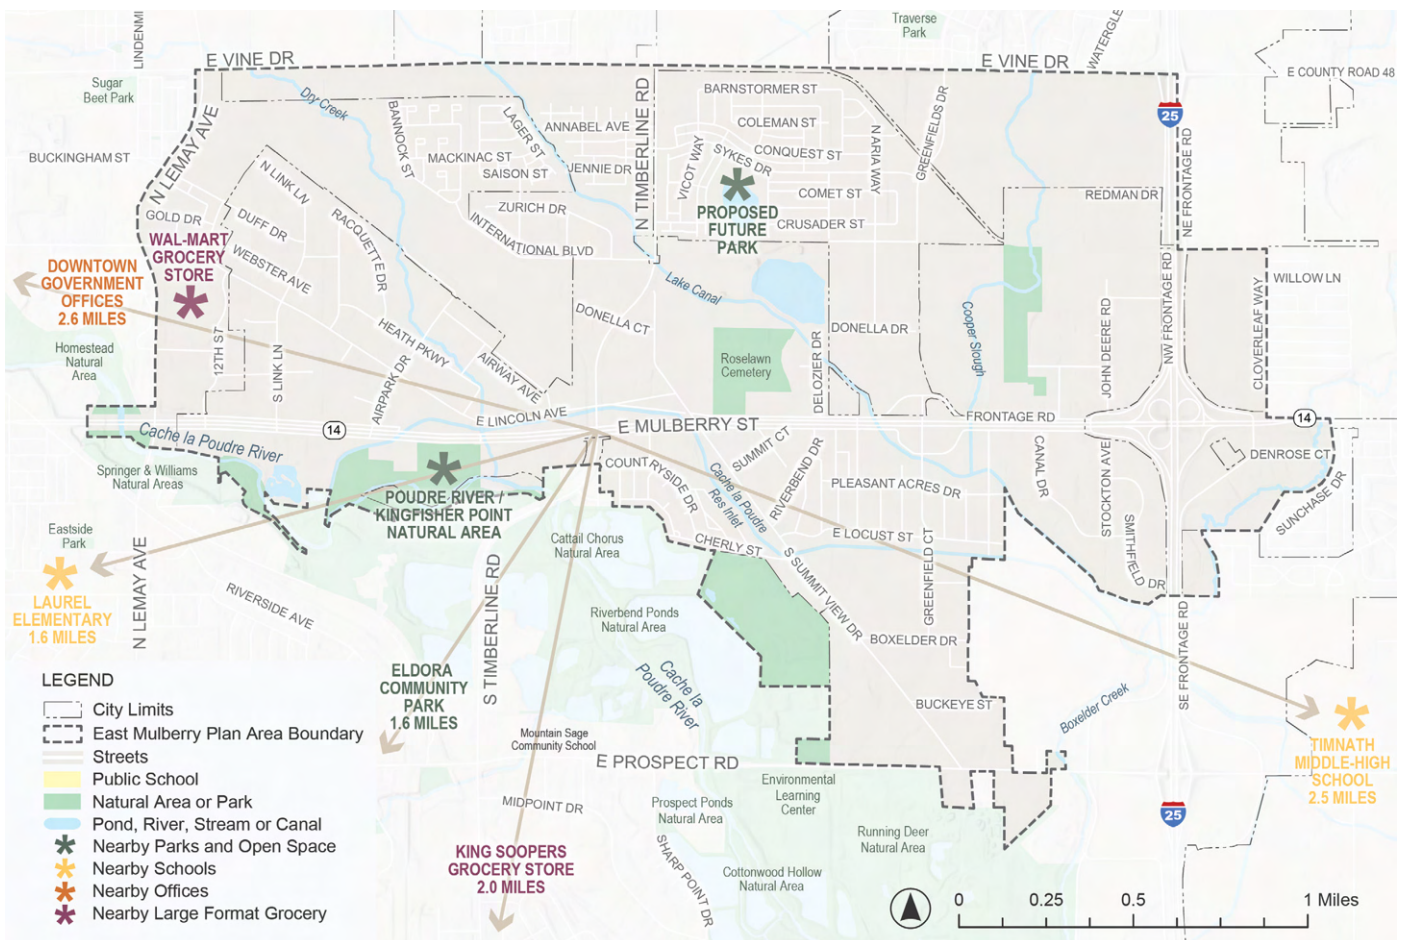 Traverse
Park
LINDENMI
WATERGLE
E VINE DR
E VINE DR
E COUNTY ROAD 48
Sugar
Beet Park
Dry Creek
BANNOCK ST
LAGER ST
N TIMBERLINE RD
BARNSTORMER ST
GREENFIELDS DR
25
N LEMAY AVE
ANNABEL AVE
COLEMAN ST
N ARIA WAY
NE FRONTAGE RD
BUCKINGHAM ST
MACKINAC ST
JENNIE DR
SAISON ST
VICOT WAY
SYKES DR
CONQUEST ST
N LINK LN
COMET ST
REDMAN DR
ZURICH DR
PROPOSED
FUTURE
PARK
CRUSADER ST
GOLD DR
DUFF DR
RACQUETTE DR
INTERNATIONAL BLVD
WAL-MART
GROCERY
STORE
WEBSTER AVE
DOWNTOWN
GOVERNMENT
OFFICES
2.6 MILES
Lake Canal
NW FRONTAGE RD
WILLOW LN
CLOVERLEAF WAY
DONELLA CT
DONELLA DR
Cooper Slough
JOHN DEERE RD
12TH ST
HEATH PKWY
Homestead
Natural
Area
S LINK LN
AIRPARK DR
AIRWAY AVE
Roselawn
Cemetery
DELOZIER DR
E LINCOLN AVE
E MULBERRY ST
FRONTAGE RD
14
14
Cache la Poudre River
SUMMIT CT
RIVERBEND DR
CANAL DR
STOCKTON AVE
DENROSE CT
Springer & Williams
Natural Areas
COUNTRYSIDE DR
Cache la Poudre
Res Inlet
PLEASANT ACRES DR
SUNCHASE DR
POUDRE RIVER /
KINGFISHER POINT
NATURAL AREA
Eastside
Park
Cattail Chorus
Natural Area
CHERLY ST
E LOCUST ST
SMITHFIELD DR
N LEMAY AVE
S TIMBERLINE RD
S SUMMIT VIEW DR
GREENFIELD CT
LAUREL
ELEMENTARY
1.6 MILES
RIVERSIDE AVE
Riverbend Ponds
Natural Area
BOXELDER DR
SE FRONTAGE RD
ELDORA
COMMUNITY
PARK
1.6 MILES
Cache la
Poudre River
BUCKEYE ST
Boxelder Creek
LEGEND
City Limits
East Mulberry Plan Area Boundary
Streets
Public School
Natural Area or Park
Pond, River, Stream or Canal
Nearby Parks and Open Space
Nearby Schools
Nearby Offices
Nearby Large Format Grocery
Mountain Sage
Community School
E PROSPECT RD
TIMNATH
MIDDLE-HIGH
SCHOOL
2.5 MILES
MIDPOINT DR
Prospect Ponds
Natural Area
Environmental
Learning
Center
25
Running Deer
Natural Area
KING SOOPERS
GROCERY STORE
2.0 MILES
SHARP POINT DR
Cottonwood Hollow
Natural Area
0 0.25 0.5 1 Miles